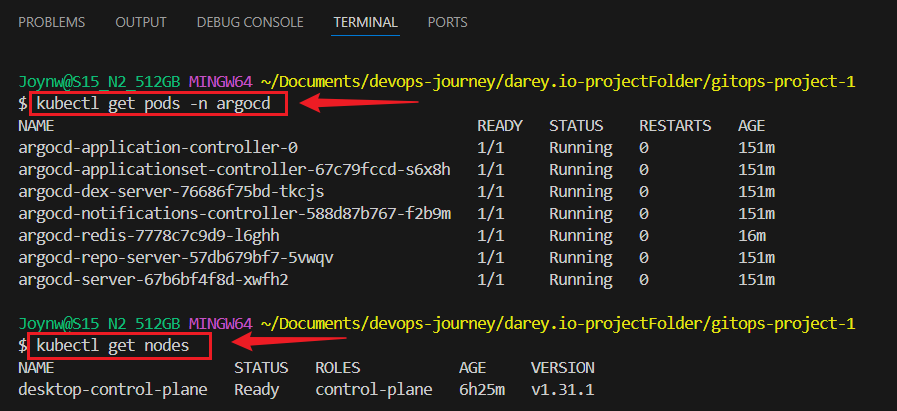 PROBLEMS OUTPUT DEBUG CONSOLE TERMINAL PORTS
Joynw@S15_N2_512GB MINGW64 ~/Documents/devops-journey/darey.io-projectFolder/gitops-project-1
$ kubectl get pods -n argocd
NAME READY STATUS RESTARTS AGE
argocd-application-controller-0 1/1 Running 0 151m
argocd-applicationset-controller-67c79fccd-s6x8h 1/1 Running 0 151m
argocd-dex-server-76686f75bd-tkcjs 1/1 Running 0 151m
argocd-notifications-controller-588d87b767-f2b9m 1/1 Running 0 151m
argocd-redis-7778c7c9d9-l6ghh 1/1 Running 0 16m
argocd-repo-server-57db679bf7-5vwqv 1/1 Running 0 151m
argocd-server-67b6bf4f8d-xwfh2 1/1 Running 0 151m
Joynw@S15_N2_512GB MINGW64 ~/Documents/devops-journey/darey.io-projectFolder/gitops-project-1
$ kubectl get nodes
NAME STATUS ROLES AGE VERSION
desktop-control-plane Ready control-plane 6h25m v1.31.1